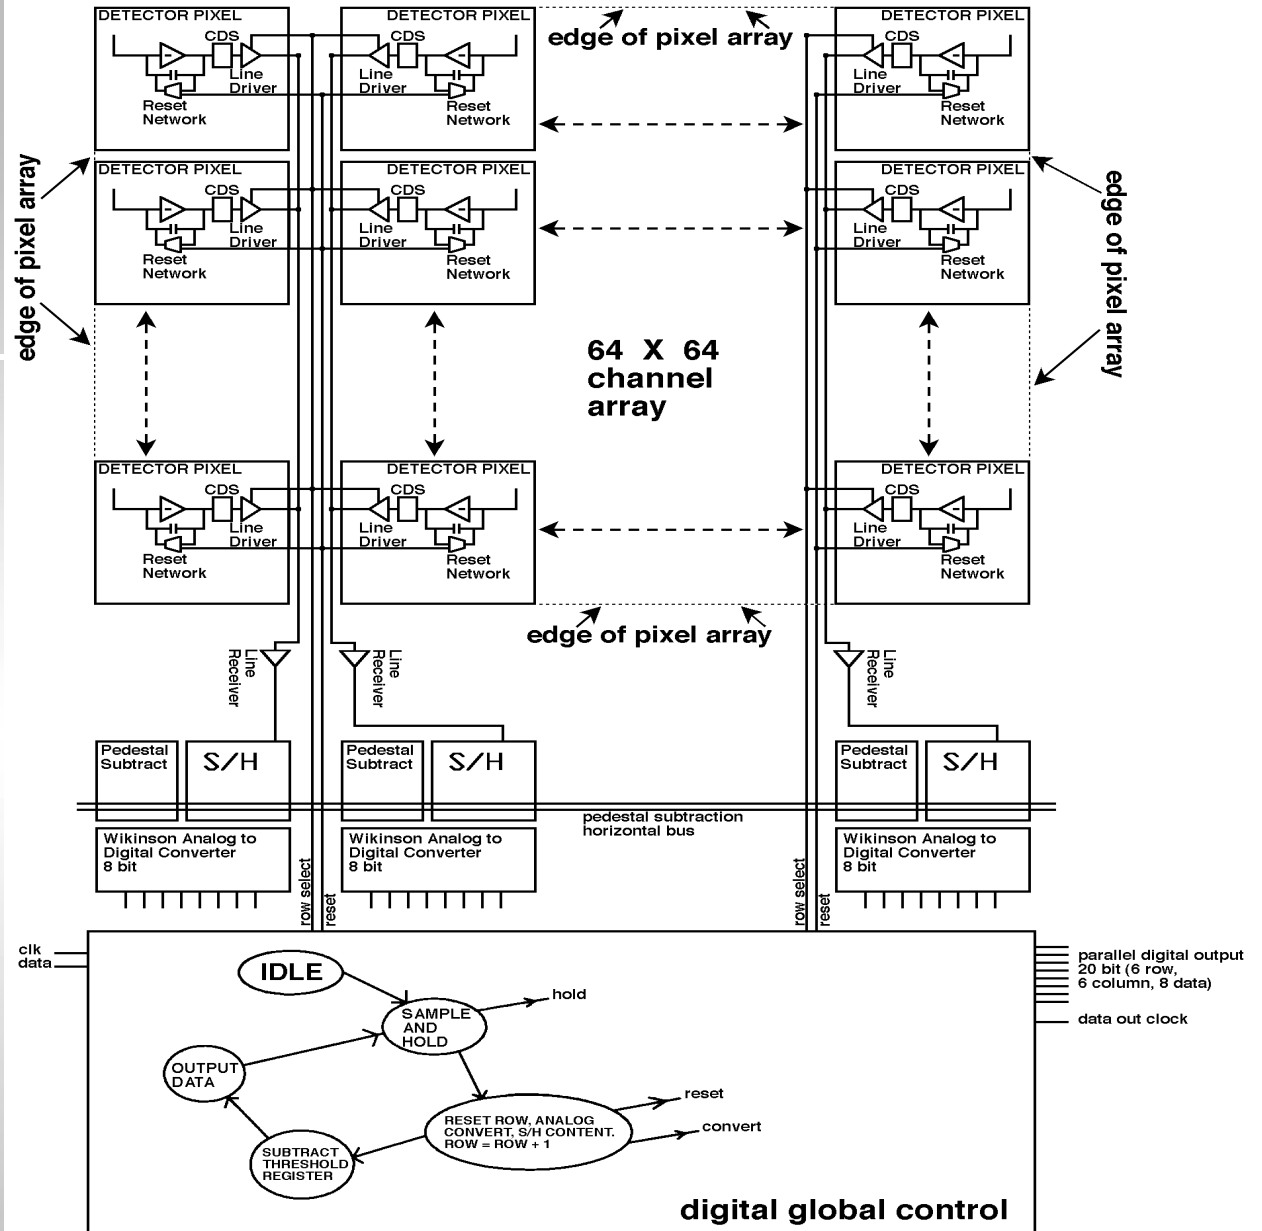 DETECTOR PIXEL
CDS
Line
Driver
Reset
Network
DETECTOR PIXEL
CDS
Line
Driver
Reset
Network
edge of pixel array
DETECTOR PIXEL
CDS
Line
Driver
Reset
Network
edge of pixel array
edge of pixel array
DETECTOR PIXEL
CDS
Line
Driver
Reset
Network
DETECTOR PIXEL
CDS
Line
Driver
Reset
Network
DETECTOR PIXEL
CDS
Line
Driver
Reset
Network
64 X 64
channel
array
DETECTOR PIXEL
CDS
Line
Driver
Reset
Network
DETECTOR PIXEL
CDS
Line
Driver
Reset
Network
DETECTOR PIXEL
CDS
Line
Driver
Reset
Network
edge of pixel array
Line
Receiver
Line
Receiver
Line
Receiver
Pedestal
Subtract
S/H
Pedestal
Subtract
S/H
Pedestal
Subtract
S/H
pedestal subtraction
horizontal bus
Wikinson Analog to
Digital Converter
8 bit
Wikinson Analog to
Digital Converter
8 bit
Wikinson Analog to
Digital Converter
8 bit
row select
reset
row select
reset
clk
data
parallel digital output
20 bit (6 row,
6 column, 8 data)
data out clock
IDLE
SAMPLE
AND
HOLD
hold
OUTPUT
DATA
RESET ROW, ANALOG
CONVERT, S/H CONTENT.
ROW = ROW + 1
reset
convert
SUBTRACT
THRESHOLD
REGISTER
digital global control